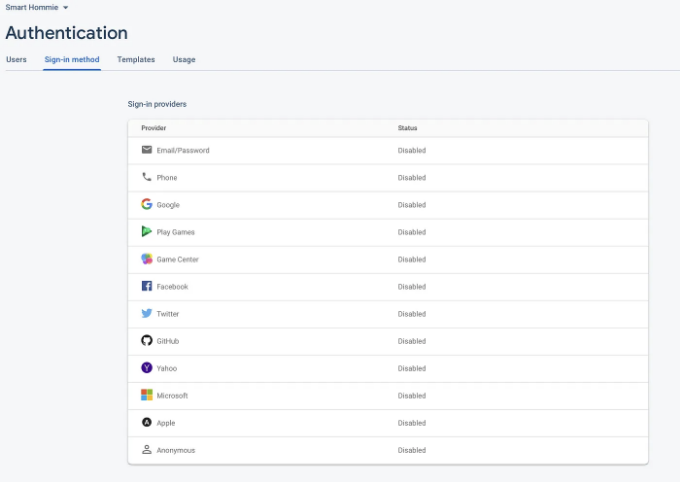 Smart Hommie
Authentication
Users Sign-in method Templates Usage
Sign-in providers
Provider Status
Email/Password Disabled
Phone Disabled
Google Disabled
Play Games Disabled
Game Center Disabled
Facebook Disabled
Twitter Disabled
GitHub Disabled
Yahoo Disabled
Microsoft Disabled
Apple Disabled
Anonymous Disabled